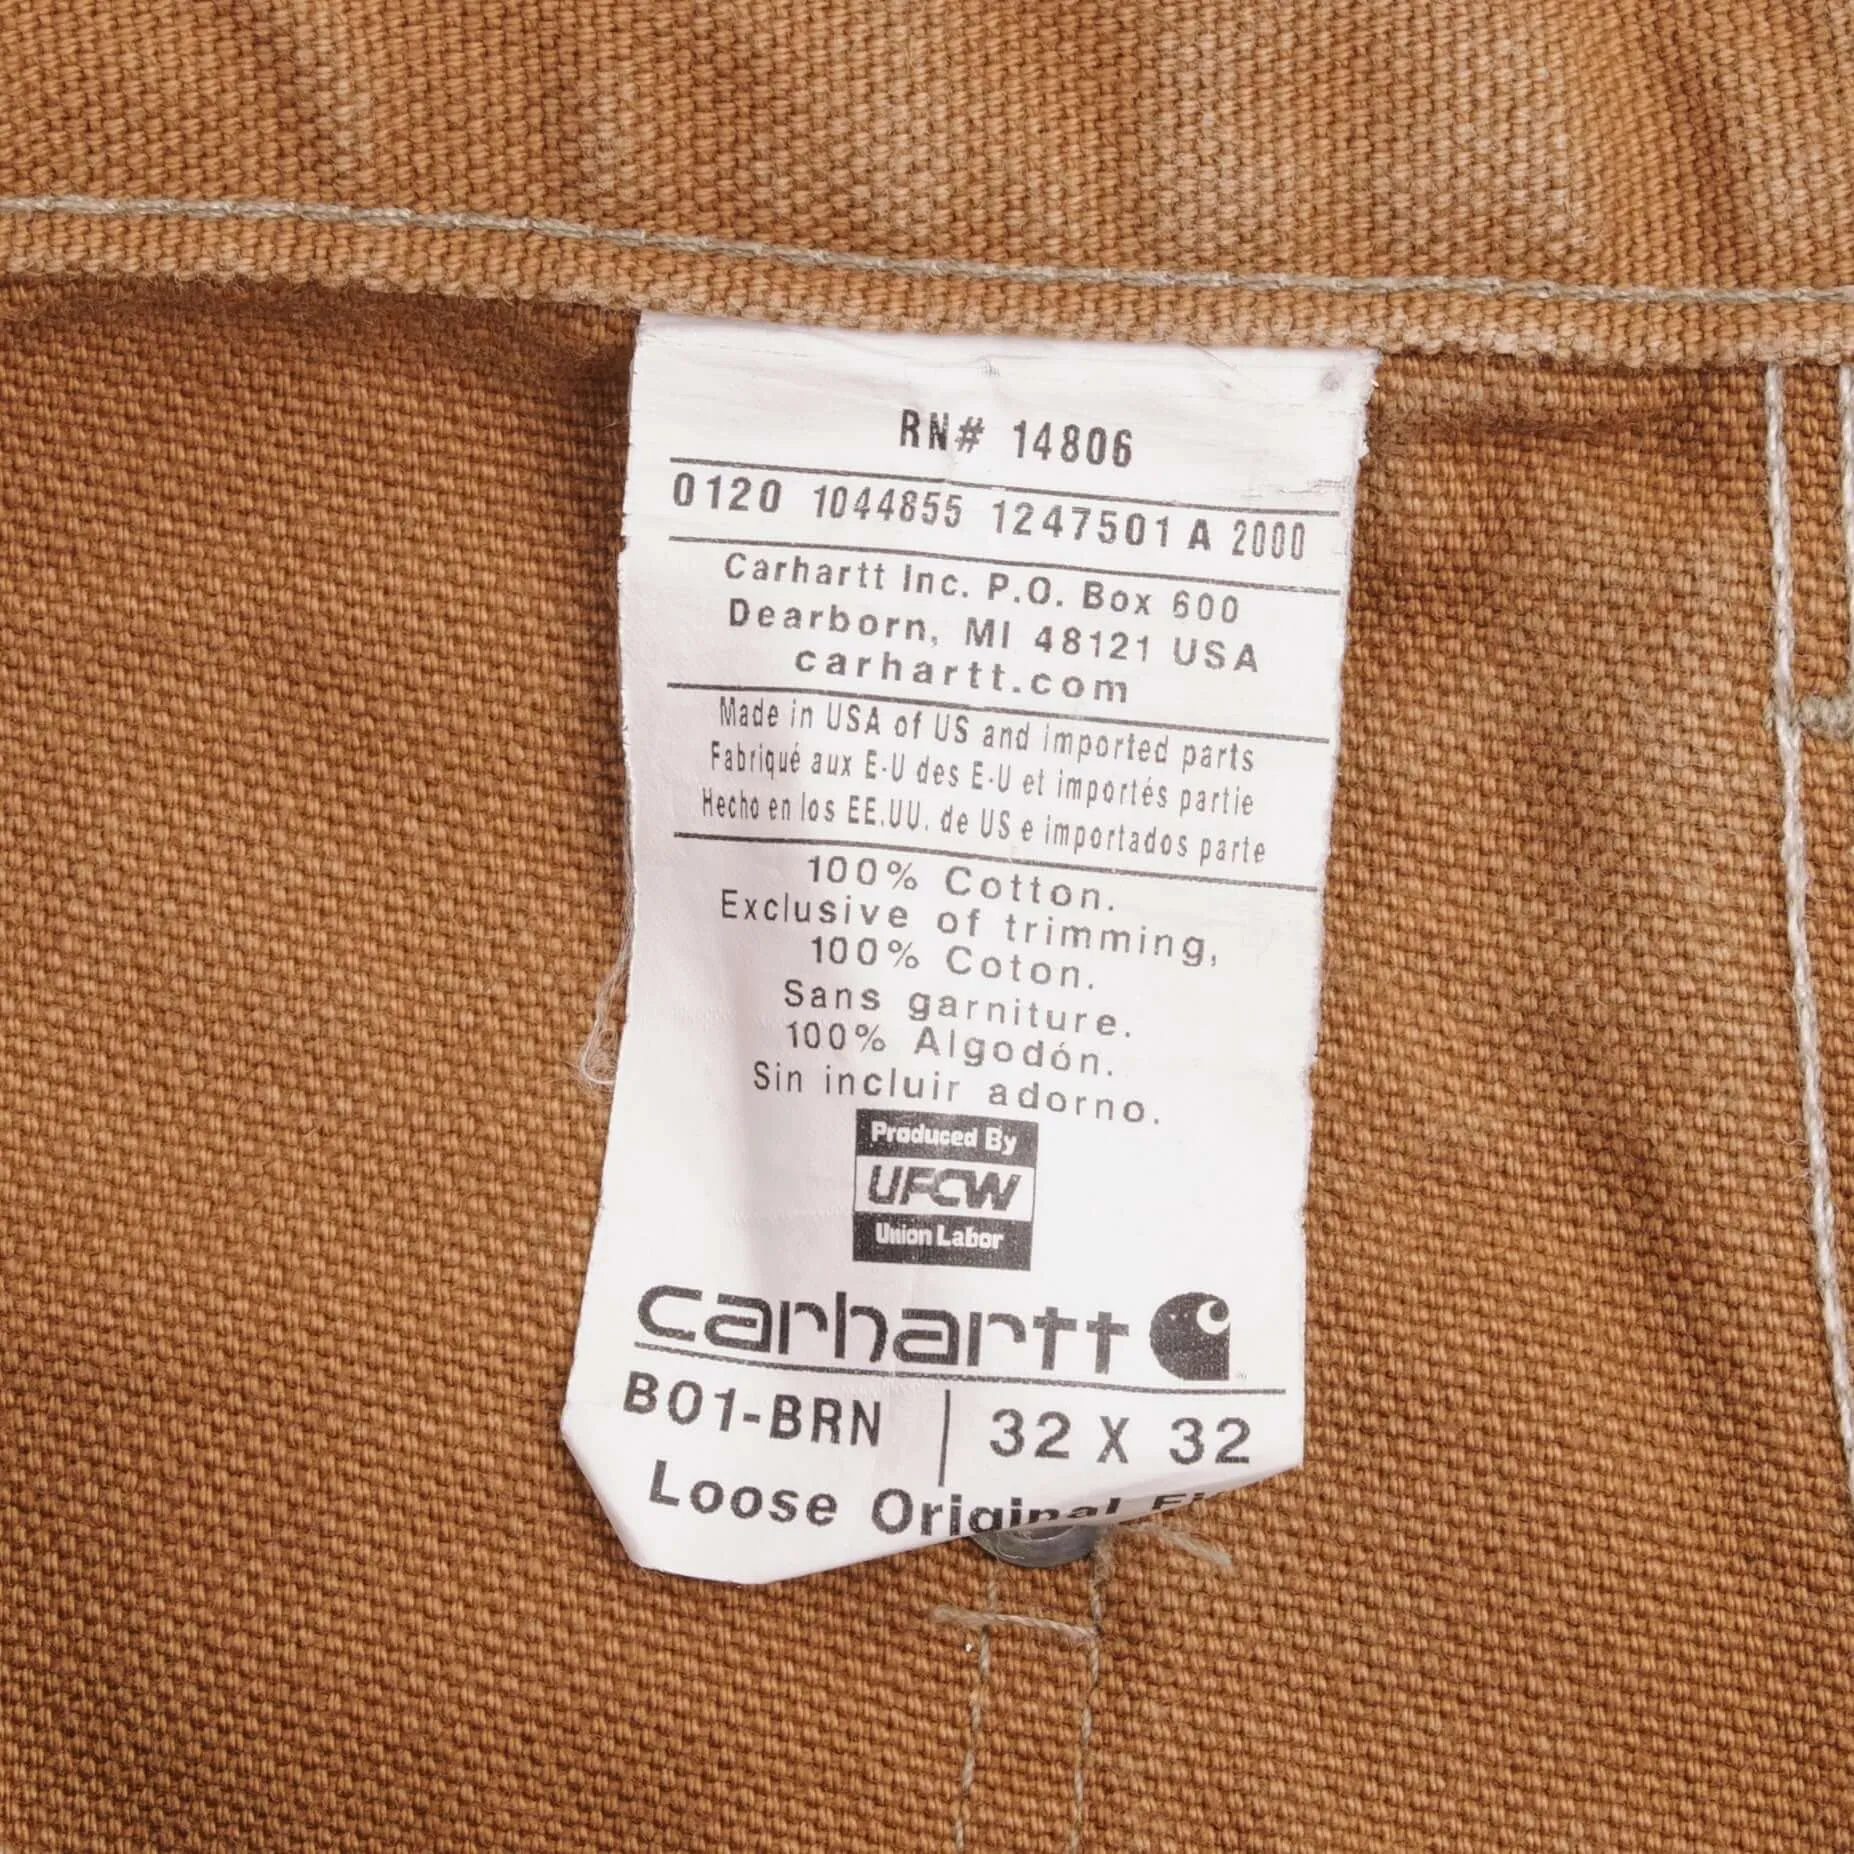 RN# 14806
0120 1044855 1247501 A 2000
Carhartt Inc. P.O. Box 600
Dearborn, MI 48121 USA
carhartt.com
Made in USA of US and imported parts
Fabriqué aux E-U des E-U et importés partie
Hecho en los EE.UU. de US e importados parte
100% Cotton.
Exclusive of trimming,
100% Coton.
Sans garniture.
100% Algodón.
Sin incluir adorno.
Produced By
UFCW
Union Labor
carhartt
B01-BRN | 32 X 32
Loose Original